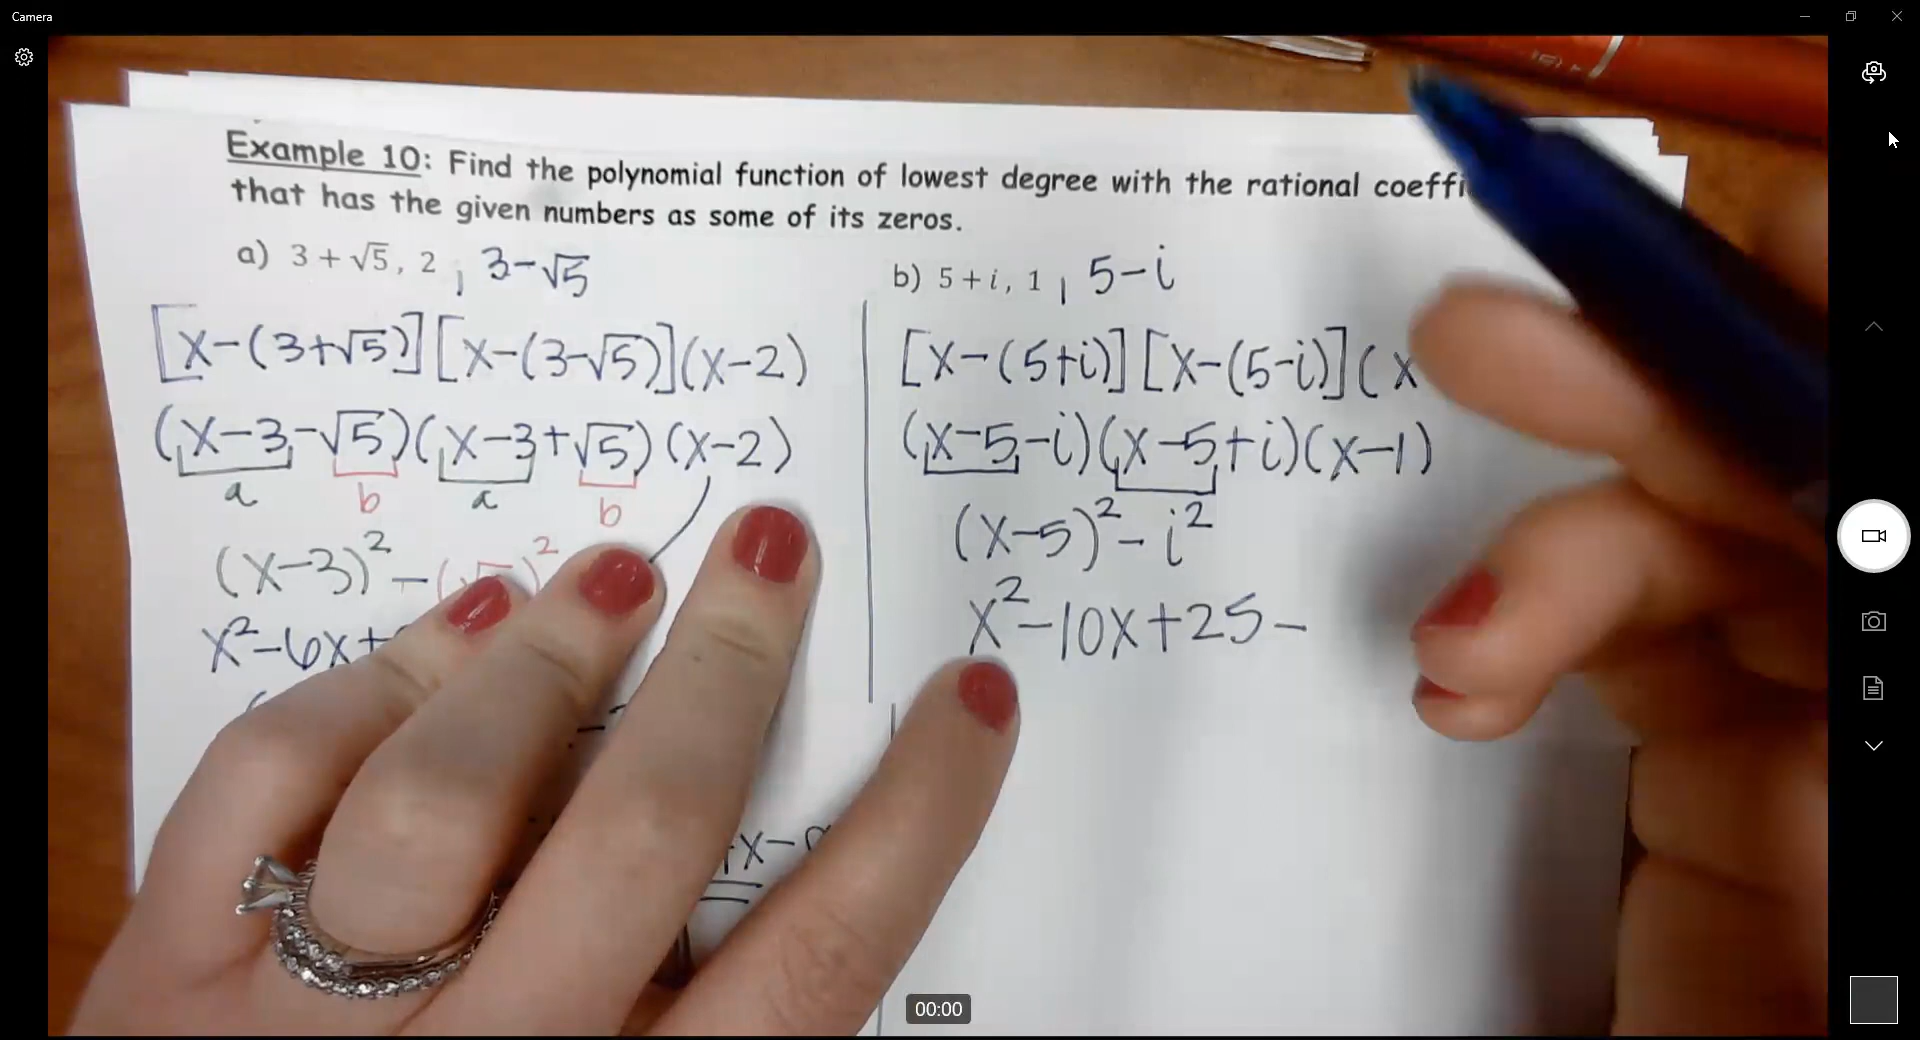 Camera
Example 10: Find the polynomial function of lowest degree with the rational coeffi
that has the given numbers as some of its zeros.
a) 3 + √5, 2 , 3-√5
[x-(3+√5)][x-(3-√5)](x-2)
(x-3-√5)(x-3+√5)(x-2)
a b a b
(x-3)² - (√5)²
x²-6x+
x-
b) 5 + i, 1 , 5-i
[x-(5+i)][x-(5-i)](x
(x-5-i)(x-5+i)(x-1)
(x-5)² - i²
x²-10x+25-
00:00